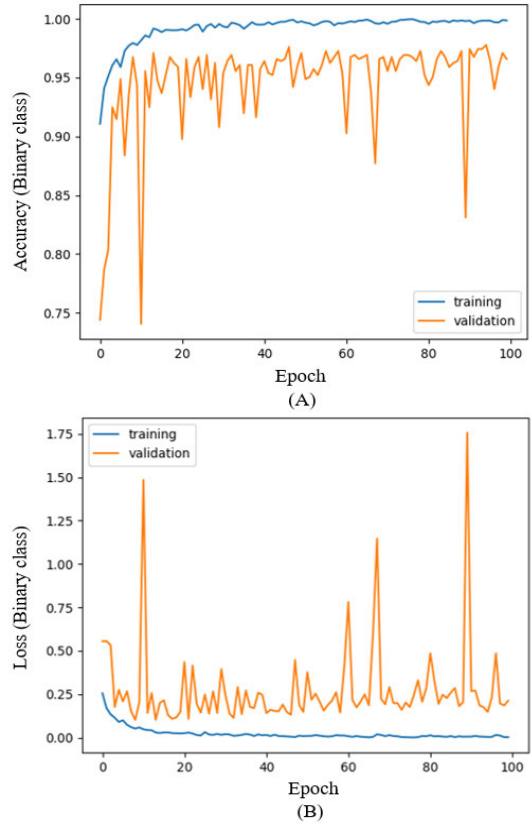 1.00
0.95
0.90
0.85
0.80
0.75
Accuracy (Binary class)
training
validation
0 20 40 60 80 100
Epoch
(A)
training
validation
1.75
1.50
1.25
1.00
0.75
0.50
0.25
0.00
Loss (Binary class)
0 20 40 60 80 100
Epoch
(B)